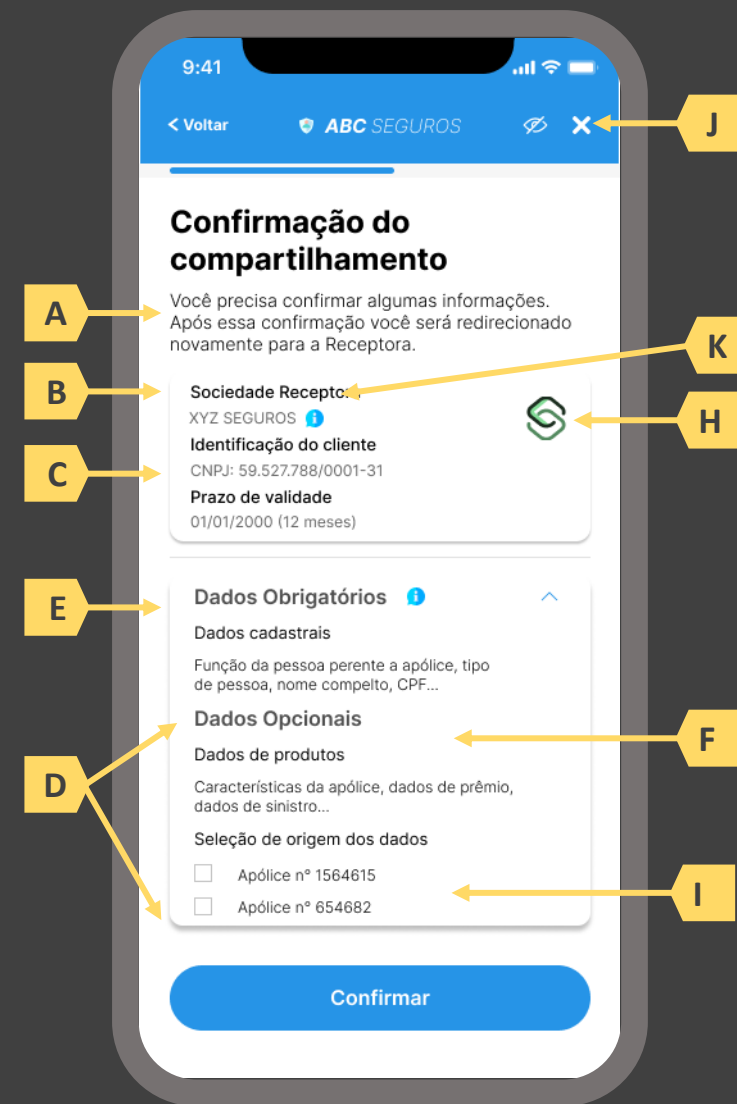 9:41
< Voltar
ABC SEGUROS
J
Confirmação do
compartilhamento
A
Você precisa confirmar algumas informações.
Após essa confirmação você será redirecionado
novamente para a Receptora.
K
B
Sociedade Receptora
XYZ SEGUROS
H
Identificação do cliente
C
CNPJ: 59.527.788/0001-31
Prazo de validade
01/01/2000 (12 meses)
E
Dados Obrigatórios
Dados cadastrais
Função da pessoa perente a apólice, tipo
de pessoa, nome compelto, CPF...
Dados Opcionais
F
Dados de produtos
D
Características da apólice, dados de prêmio,
dados de sinistro...
Seleção de origem dos dados
Apólice nº 1564615
I
Apólice nº 654682
Confirmar